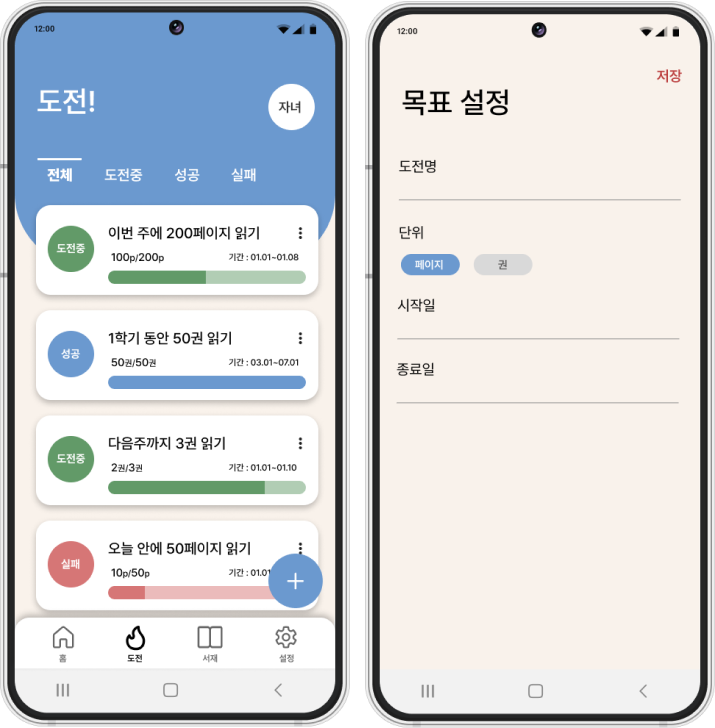 12:00
도전!
자녀
전체 도전중 성공 실패
도전중
이번 주에 200페이지 읽기
100p/200p 기간 : 01.01~01.08
성공
1학기 동안 50권 읽기
50권/50권 기간 : 03.01~07.01
도전중
다음주까지 3권 읽기
2권/3권 기간 : 01.01~01.10
실패
오늘 안에 50페이지 읽기
10p/50p 기간 : 01.01
+
홈 도전 서재 설정
12:00
저장
목표 설정
도전명
단위
페이지 권
시작일
종료일